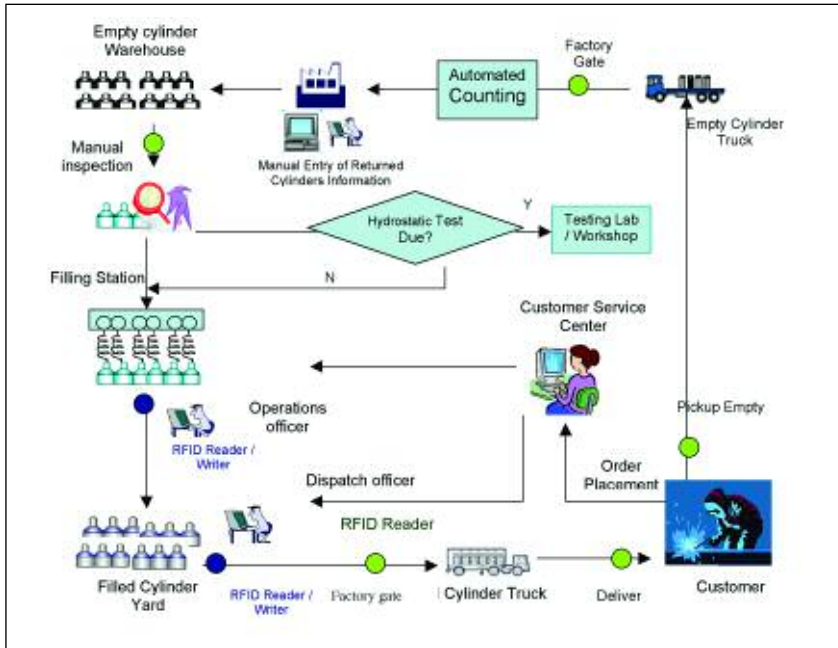 Empty cylinder
Warehouse
Factory
Gate
Automated
Counting
Empty Cylinder
Truck
Manual
inspection
Manual Entry of Returned
Cylinders Information
Hydrostatic Test
Due?
Y
Testing Lab
/ Workshop
N
Filling Station
Customer Service
Center
Pickup Empty
Operations
officer
RFID Reader /
Writer
Order
Placement
Dispatch officer
RFID Reader
Filled Cylinder
Yard
RFID Reader /
Writer
Factory gate
Cylinder Truck
Deliver
Customer